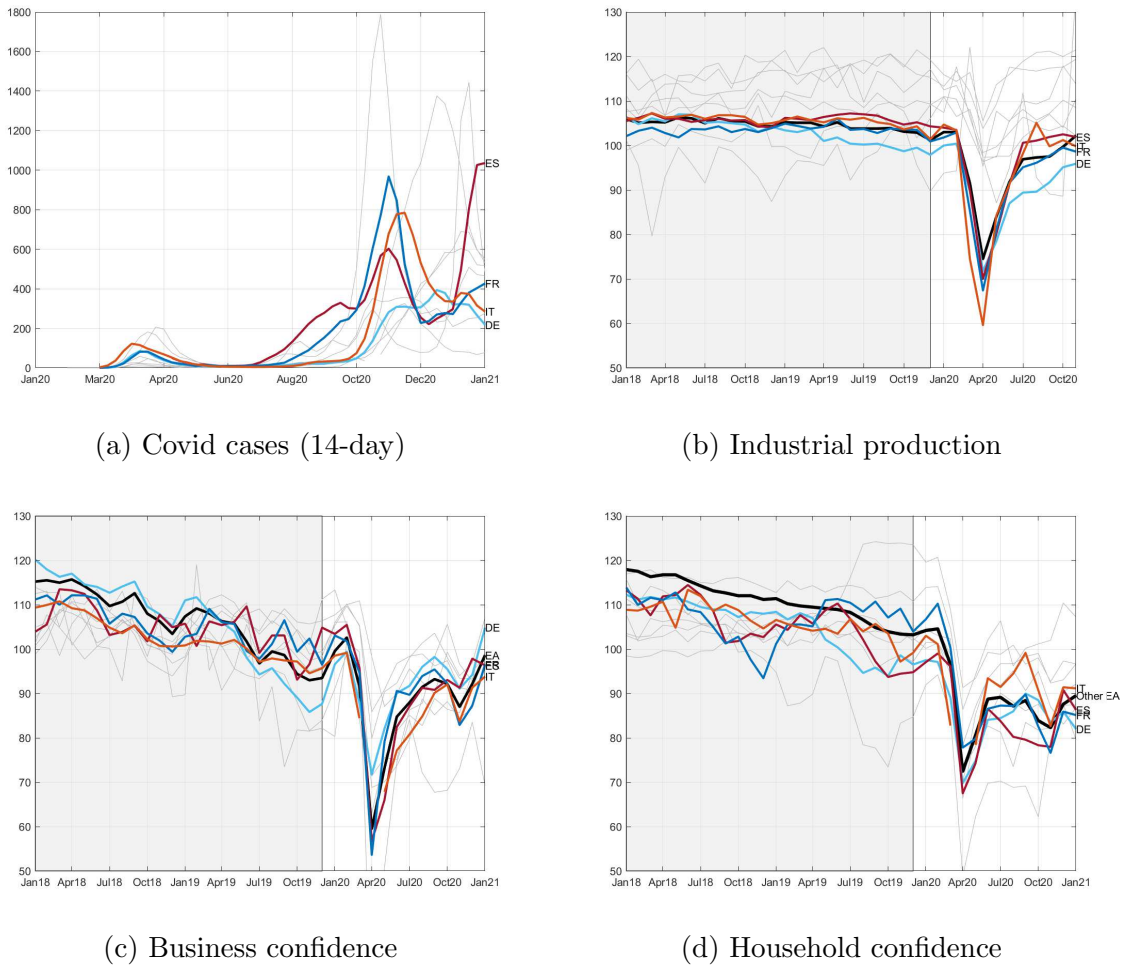 1800
1600
1400
1200
1000
800
600
400
200
0
Jan20 Mar20 Apr20 Jun20 Aug20 Oct20 Dec20 Jan21
ES
FR
IT
DE
(a) Covid cases (14-day)
130
120
110
100
90
80
70
60
50
Jan18 Apr18 Jul18 Oct18 Jan19 Apr19 Jul19 Oct19 Jan20 Apr20 Jul20 Oct20
ES
IT
FR
DE
(b) Industrial production
130
120
110
100
90
80
70
60
50
Jan18 Apr18 Jul18 Oct18 Jan19 Apr19 Jul19 Oct19 Jan20 Apr20 Jul20 Oct20 Jan21
DE
EA
IT
(c) Business confidence
130
120
110
100
90
80
70
60
50
Jan18 Apr18 Jul18 Oct18 Jan19 Apr19 Jul19 Oct19 Jan20 Apr20 Jul20 Oct20 Jan21
IT
Other EA
ES
FR
DE
(d) Household confidence